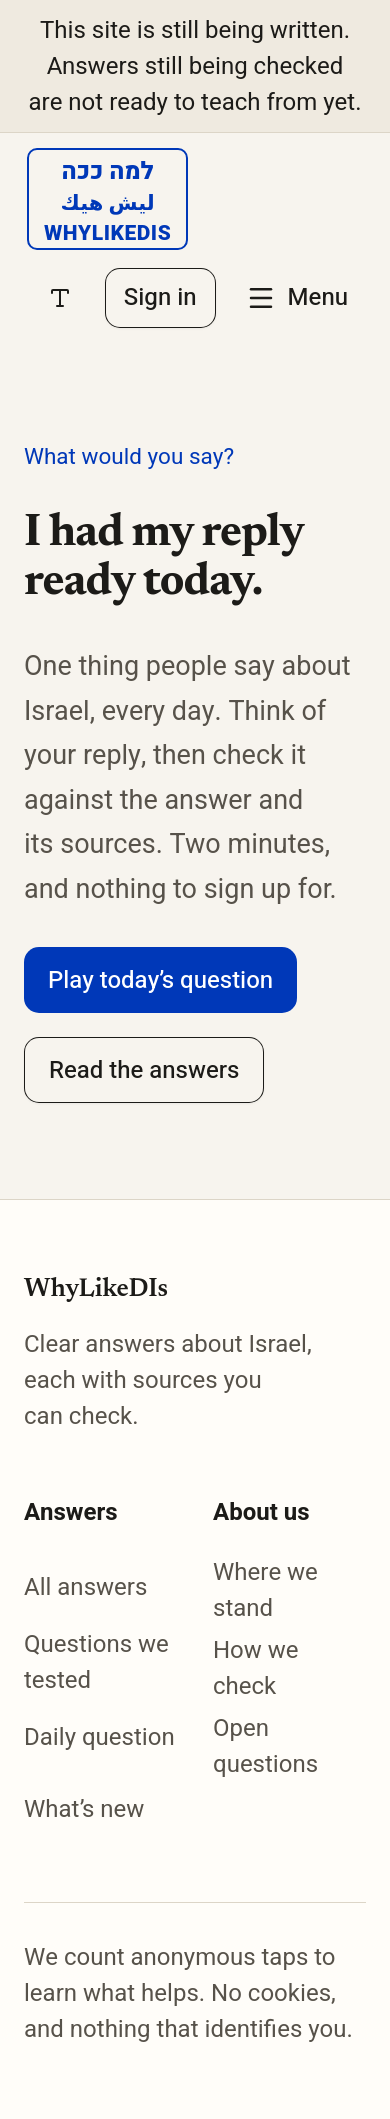 This site is still being written.
Answers still being checked
are not ready to teach from yet.
למה ככה
ليش هيك
WHYLIKEDIS
Sign in
Menu
What would you say?
I had my reply
ready today.
One thing people say about
Israel, every day. Think of
your reply, then check it
against the answer and
its sources. Two minutes,
and nothing to sign up for.
Play today’s question
Read the answers
WhyLikeDIs
Clear answers about Israel,
each with sources you
can check.
Answers
All answers
Questions we
tested
Daily question
What’s new
About us
Where we
stand
How we
check
Open
questions
We count anonymous taps to
learn what helps. No cookies,
and nothing that identifies you.